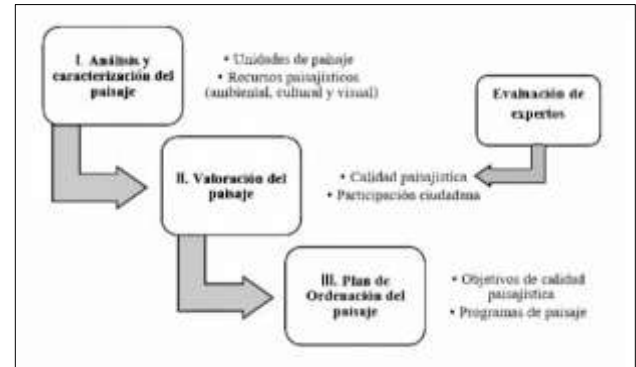 I. Análisis y
caracterización del
paisaje
• Unidades de paisaje
• Recursos paisajísticos
(ambiental, cultural y visual)
Evaluación de
expertos
II. Valoración del
paisaje
• Calidad paisajística
• Participación ciudadana
III. Plan de
Ordenación del
paisaje
• Objetivos de calidad
paisajística
• Programas de paisaje